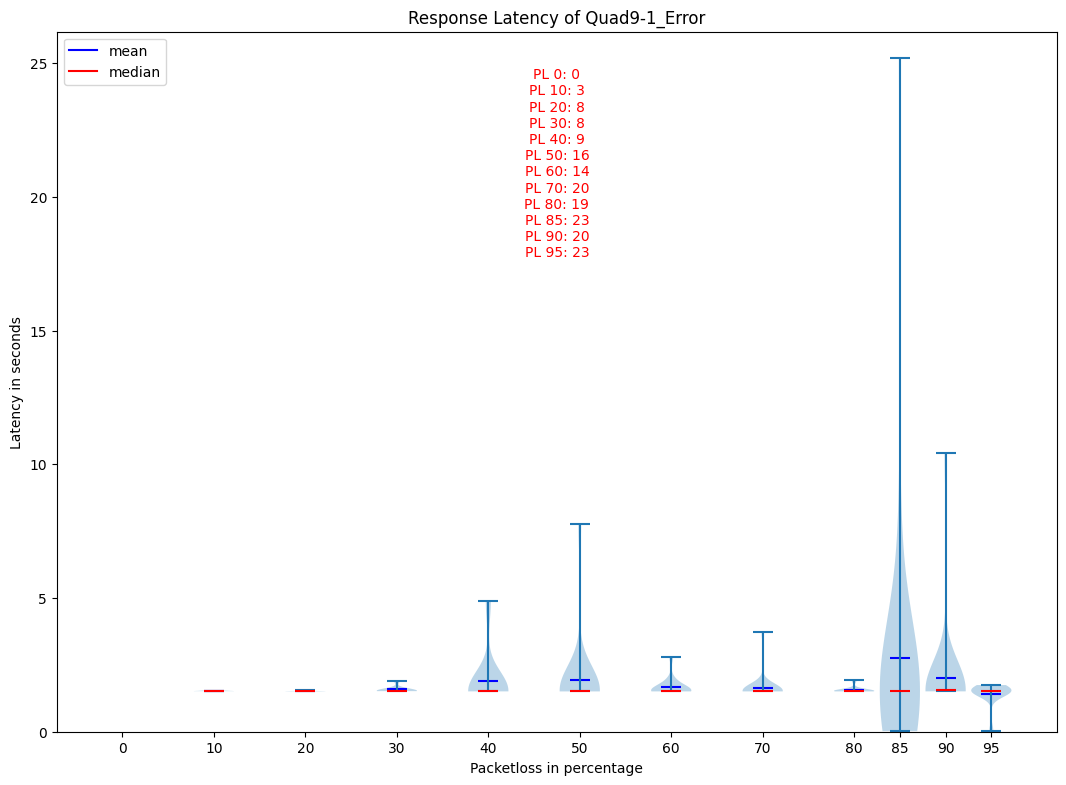 Response Latency of Quad9-1_Error
mean
median
PL 0: 0
PL 10: 3
PL 20: 8
PL 30: 8
PL 40: 9
PL 50: 16
PL 60: 14
PL 70: 20
PL 80: 19
PL 85: 23
PL 90: 20
PL 95: 23
Latency in seconds
25
20
15
10
5
0
0 10 20 30 40 50 60 70 80 85 90 95
Packetloss in percentage